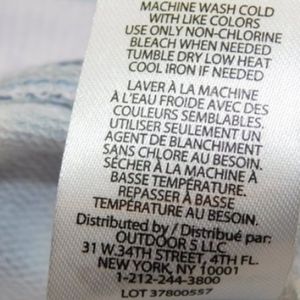 MACHINE WASH COLD
WITH LIKE COLORS
USE ONLY NON-CHLORINE
BLEACH WHEN NEEDED
TUMBLE DRY LOW HEAT
COOL IRON IF NEEDED
LAVER À LA MACHINE
À L'EAU FROIDE AVEC DES
COULEURS SEMBLABLES,
UTILISER SEULEMENT UN
AGENT DE BLANCHIMENT
SANS CHLORE AU BESOIN.
SÉCHER À LA MACHINE À
BASSE TEMPÉRATURE.
REPASSER À BASSE
TEMPÉRATURE AU BESOIN.
Distributed by / Distribué par:
OUTDOOR 5 LLC.
31 W.34TH STREET, 4TH FL.
NEW YORK, NY 10001
1-212-244-3800
LOT 37800557